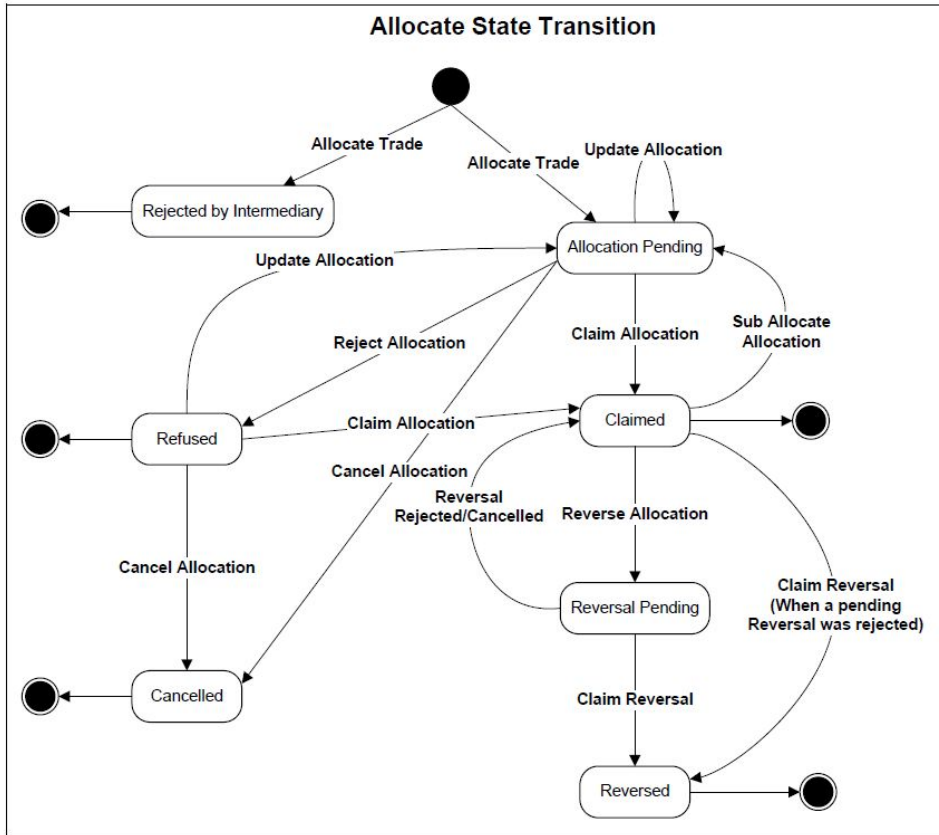 Allocate State Transition
Allocate Trade
Allocate Trade
Update Allocation
Rejected by Intermediary
Allocation Pending
Update Allocation
Reject Allocation
Claim Allocation
Sub Allocate
Allocation
Refused
Claim Allocation
Claimed
Cancel Allocation
Reversal
Rejected/Cancelled
Reverse Allocation
Cancel Allocation
Reversal Pending
Claim Reversal
(When a pending
Reversal was rejected)
Cancelled
Claim Reversal
Reversed